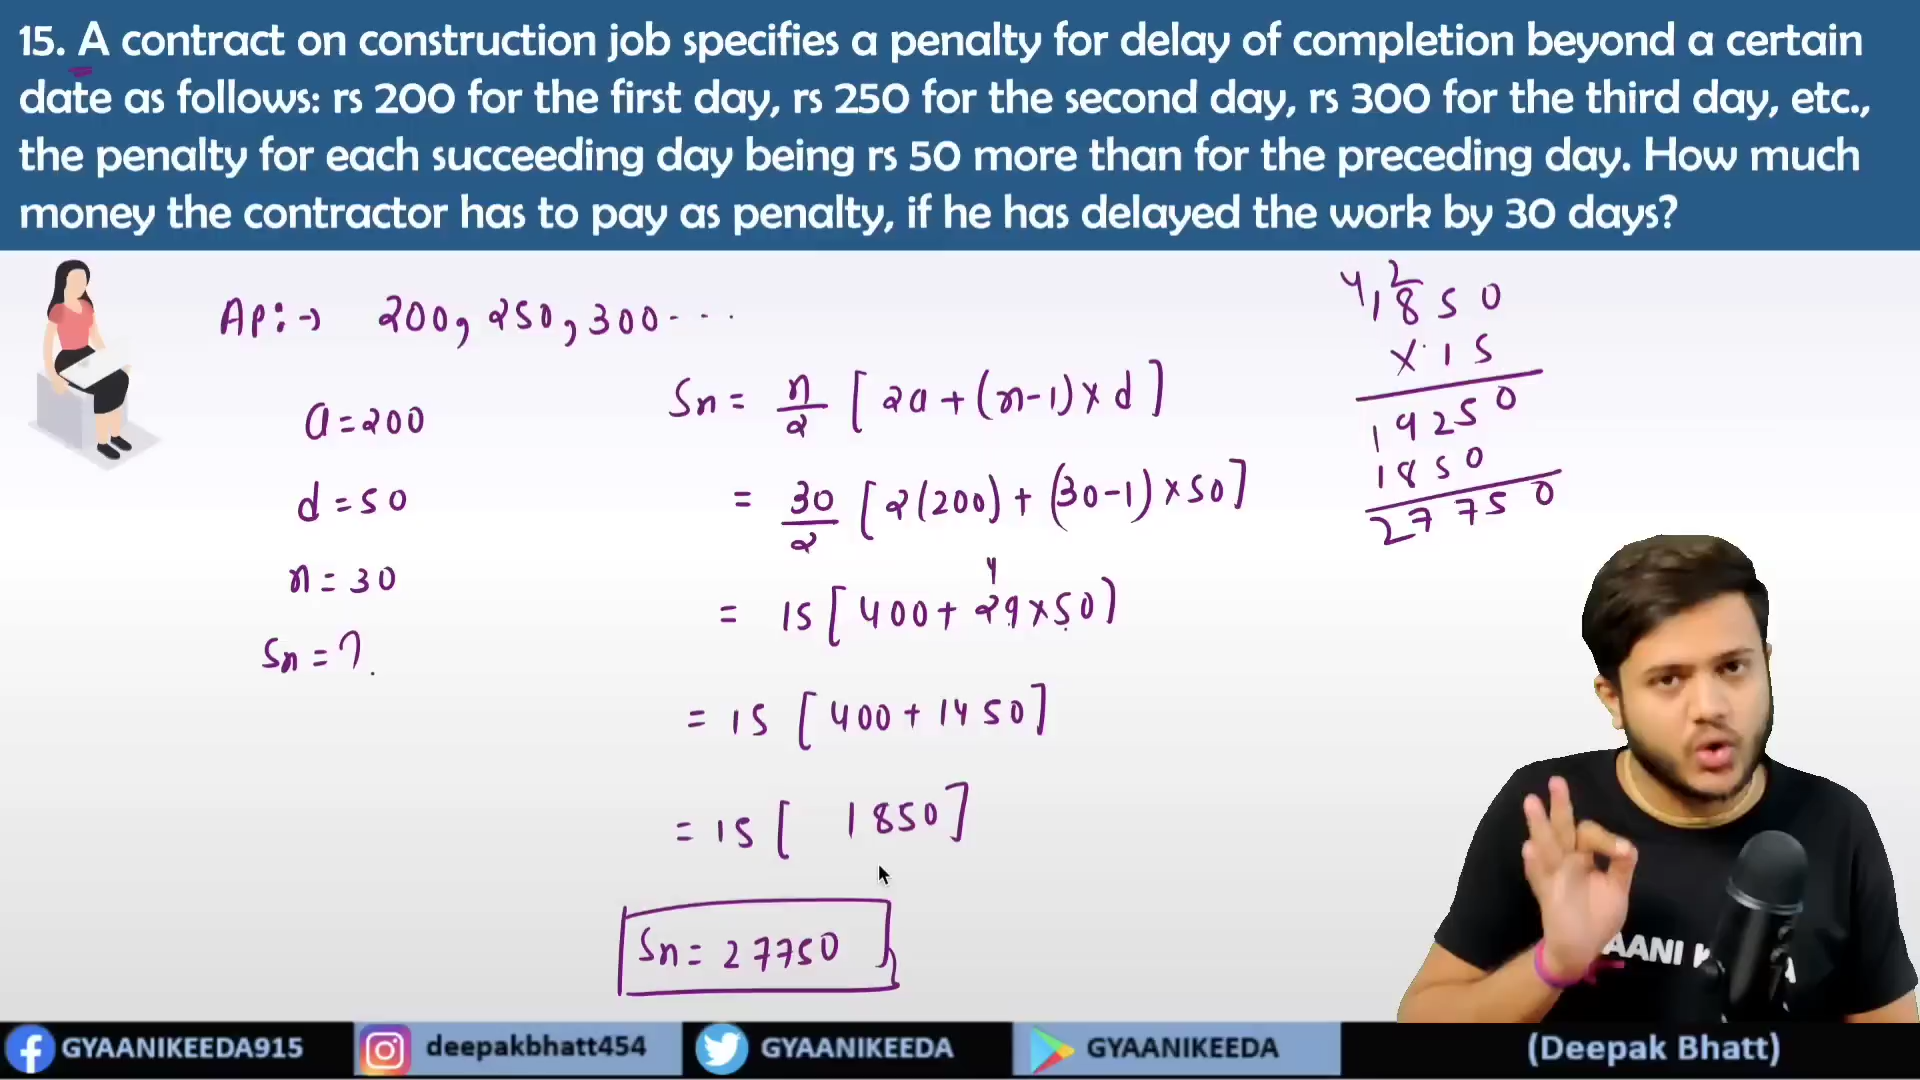 15. A contract on construction job specifies a penalty for delay of completion beyond a certain
date as follows: rs 200 for the first day, rs 250 for the second day, rs 300 for the third day, etc.,
the penalty for each succeeding day being rs 50 more than for the preceding day. How much
money the contractor has to pay as penalty, if he has delayed the work by 30 days?
AP:→ 200, 250, 300 ...
a = 200
d = 50
n = 30
Sn = ?.
Sn = n/2 [2a + (n-1) × d]
= 30/2 [2(200) + (30-1) × 50]
4
= 15 [400 + 29×50]
= 15 [400 + 1450]
= 15 [ 1850]
Sn = 27750
4 2
1850
×15
19250
1850
27750
AANI K
A
GYAANIKEEDA915
deepakbhatt454
GYAANIKEEDA
GYAANIKEEDA
(Deepak Bhatt)